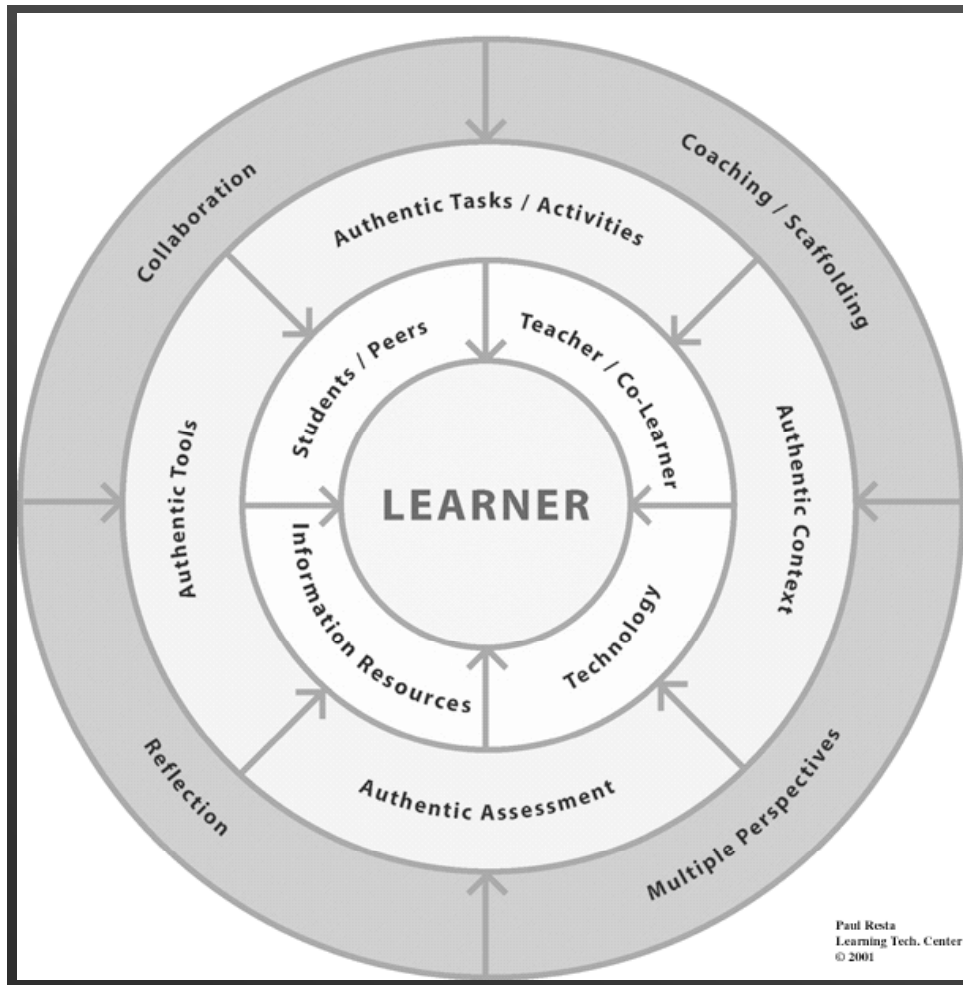 Collaboration
Coaching / Scaffolding
Authentic Tasks / Activities
Students / Peers
Teacher / Co-Learner
Authentic Tools
LEARNER
Authentic Context
Information Resources
Technology
Authentic Assessment
Reflection
Multiple Perspectives
Paul Resta
Learning Tech. Center
© 2001